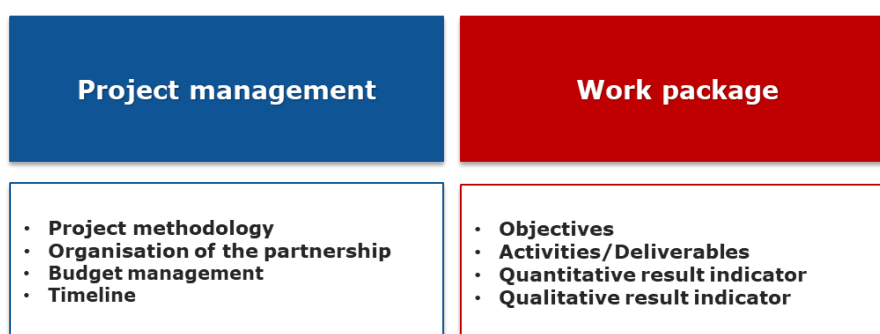 Project management
Work package
• Project methodology
• Organisation of the partnership
• Budget management
• Timeline
• Objectives
• Activities/Deliverables
• Quantitative result indicator
• Qualitative result indicator